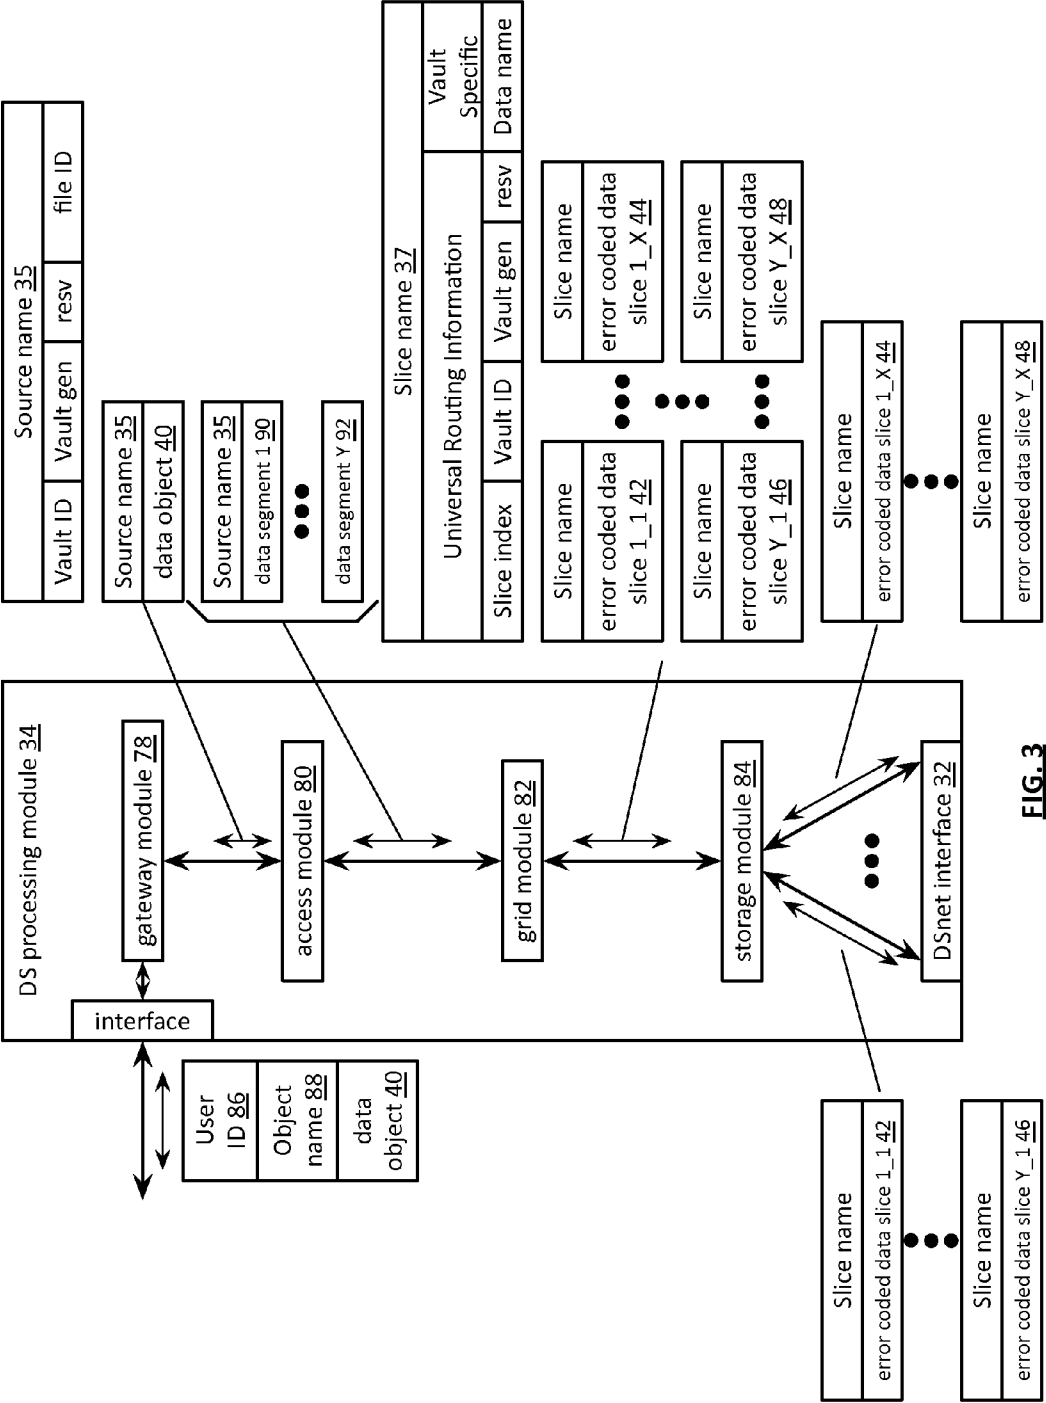 DS processing module 34
interface
gateway module 78
access module 80
grid module 82
storage module 84
DSnet interface 32
User
ID 86
Object
name 88
data
object 40
Source name 35
Vault ID
Vault gen
resv
file ID
Source name 35
data object 40
Source name 35
data segment 1 90
data segment Y 92
Slice name 37
Universal Routing Information
Vault
Specific
Slice index
Vault ID
Vault gen
resv
Data name
Slice name
error coded data
slice 1_1 42
Slice name
error coded data
slice 1_X 44
Slice name
error coded data
slice Y_1 46
Slice name
error coded data
slice Y_X 48
Slice name
error coded data slice 1_1 42
Slice name
error coded data slice Y_1 46
Slice name
error coded data slice 1_X 44
Slice name
error coded data slice Y_X 48
FIG. 3